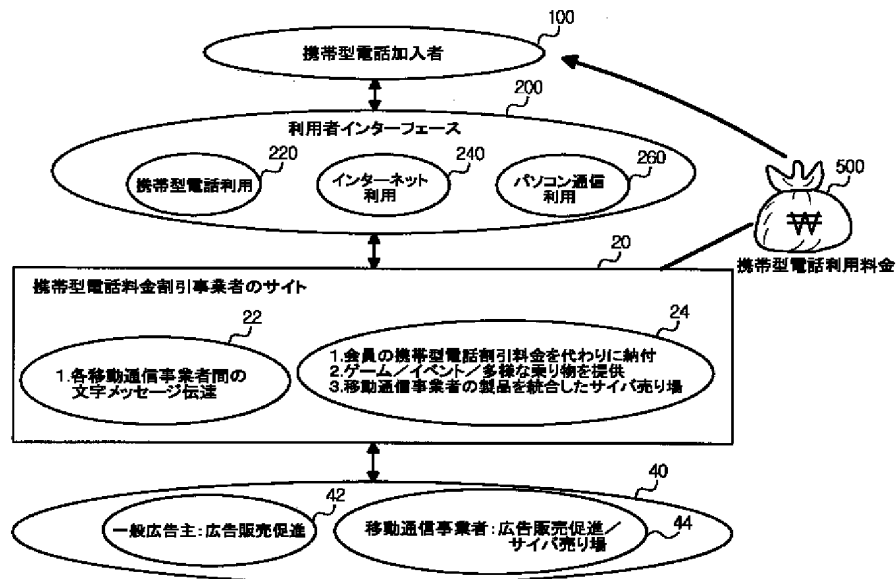 100
携帯型電話加入者
200
利用者インターフェース
220
240
260
携帯型電話利用
インターネット
利用
パソコン通信
利用
500
₩
携帯型電話利用料金
20
携帯型電話料金割引事業者のサイト
22
24
1.各移動通信事業者間の
文字メッセージ伝達
1.会員の携帯型電話割引料金を代わりに納付
2.ゲーム／イベント／多様な乗り物を提供
3.移動通信事業者の製品を統合したサイバ売り場
40
42
一般広告主:広告販売促進
移動通信事業者:広告販売促進／
サイバ売り場
44